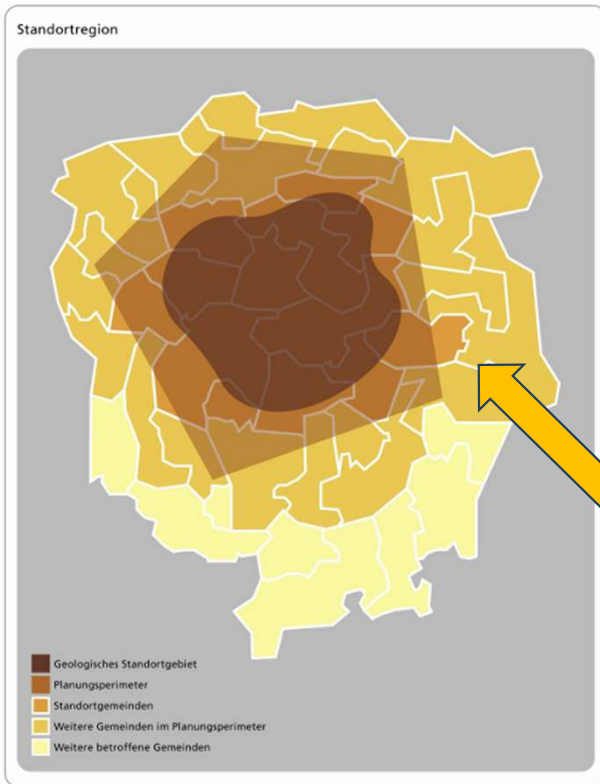 Standortregion
Geologisches Standortgebiet
Planungsperimeter
Standortgemeinden
Weitere Gemeinden im Planungsperimeter
Weitere betroffene Gemeinden